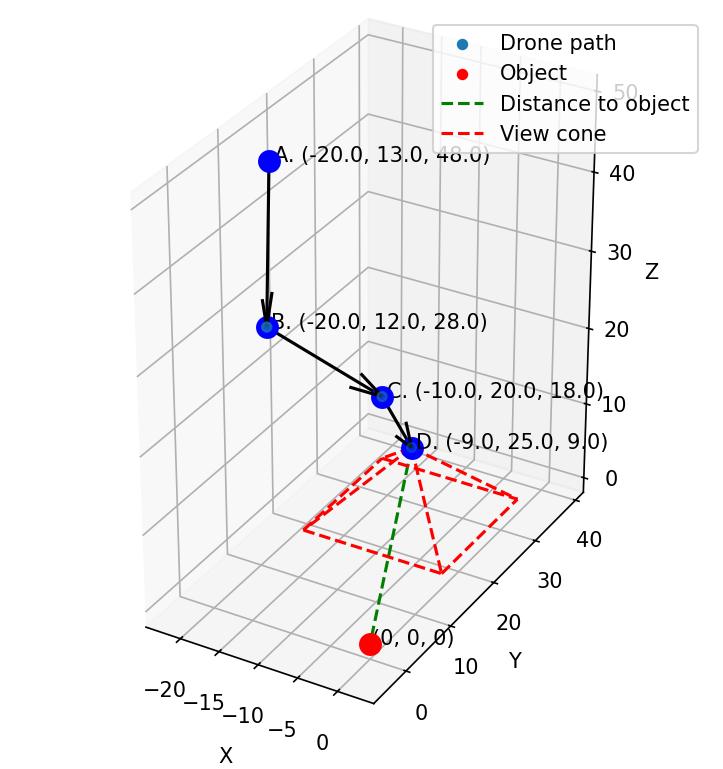 Drone path
Object
Distance to object
View cone
A. (-20.0, 13.0, 48.0)
B. (-20.0, 12.0, 28.0)
C. (-10.0, 20.0, 18.0)
D. (-9.0, 25.0, 9.0)
(0, 0, 0)
50
40
30
20
10
0
Z
40
30
20
10
0
Y
−20
−15
−10
−5
0
X